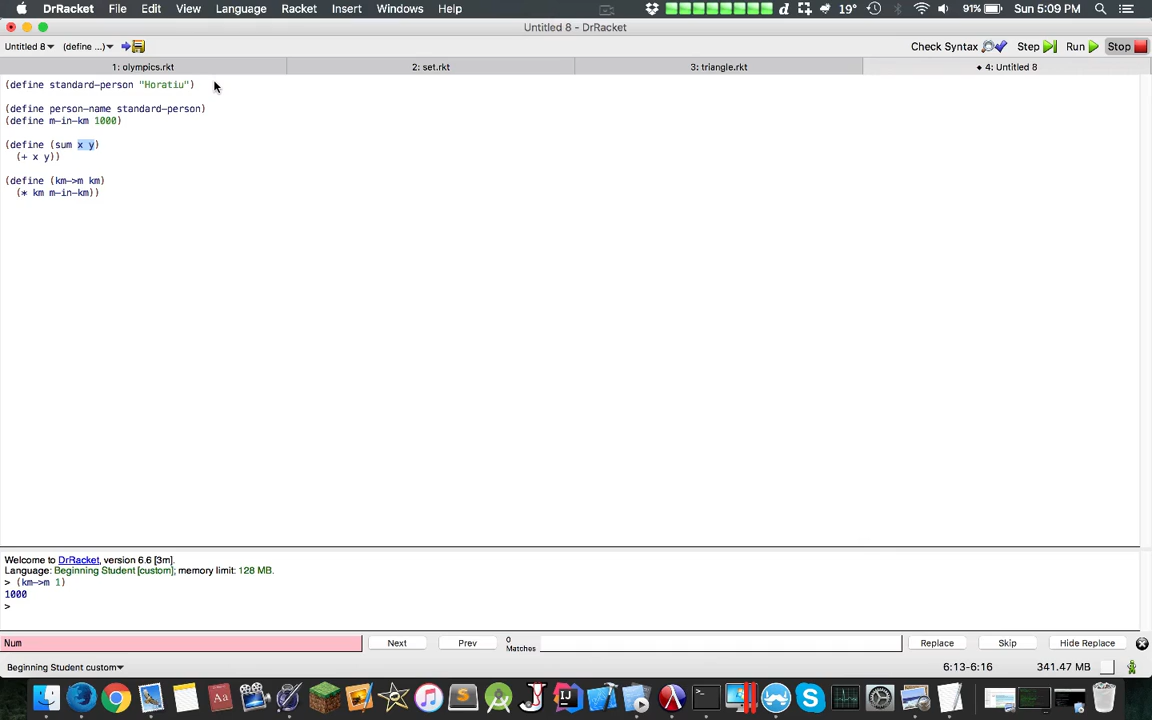 DrRacket File Edit View Language Racket Insert Windows Help
d 19° 91% Sun 5:09 PM
Untitled 8 - DrRacket
Untitled 8▾ (define ...)▾ Check Syntax Step Run Stop
1: olympics.rkt 2: set.rkt 3: triangle.rkt • 4: Untitled 8
(define standard-person "Horatiu")
(define person-name standard-person)
(define m-in-km 1000)
(define (sum x y)
(+ x y))
(define (km->m km)
(* km m-in-km))
Welcome to DrRacket, version 6.6 [3m].
Language: Beginning Student [custom]; memory limit: 128 MB.
> (km->m 1)
1000
>
Num Next Prev 0 Matches Replace Skip Hide Replace
Beginning Student custom▾ 6:13-6:16 341.47 MB